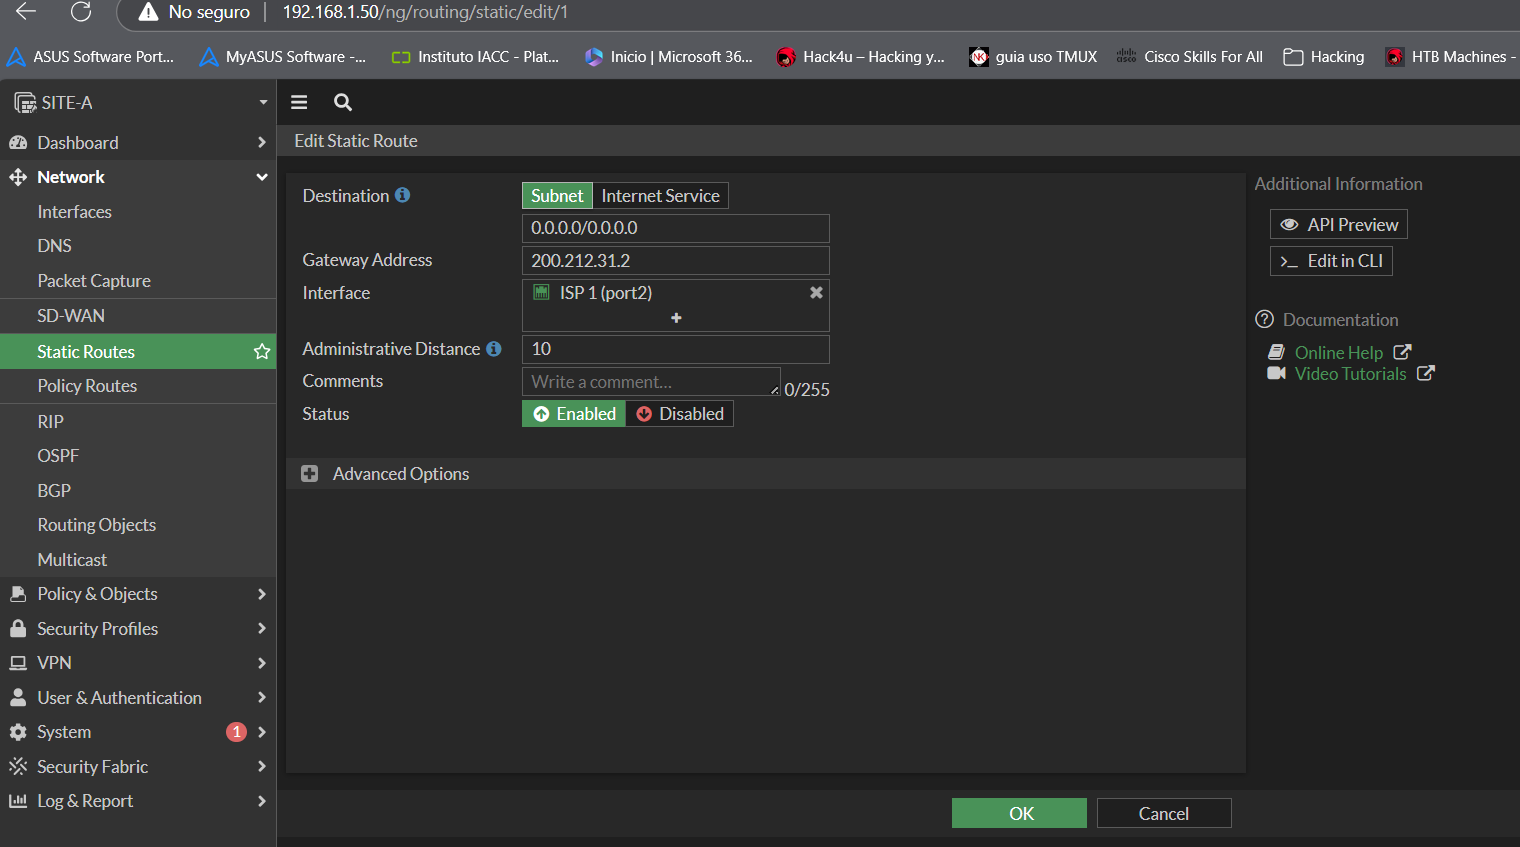 No seguro
192.168.1.50/ng/routing/static/edit/1
ASUS Software Port...
MyASUS Software -...
Instituto IACC - Plat...
Inicio | Microsoft 36...
Hack4u – Hacking y...
NK
guia uso TMUX
cisco
Cisco Skills For All
Hacking
HTB Machines -
SITE-A
Dashboard
Network
Interfaces
DNS
Packet Capture
SD-WAN
Static Routes
Policy Routes
RIP
OSPF
BGP
Routing Objects
Multicast
Policy & Objects
Security Profiles
VPN
User & Authentication
System 1
Security Fabric
Log & Report
Edit Static Route
Destination
Subnet Internet Service
0.0.0.0/0.0.0.0
Gateway Address 200.212.31.2
Interface ISP 1 (port2)
Administrative Distance 10
Comments Write a comment... 0/255
Status Enabled Disabled
Advanced Options
OK Cancel
Additional Information
API Preview
Edit in CLI
Documentation
Online Help
Video Tutorials